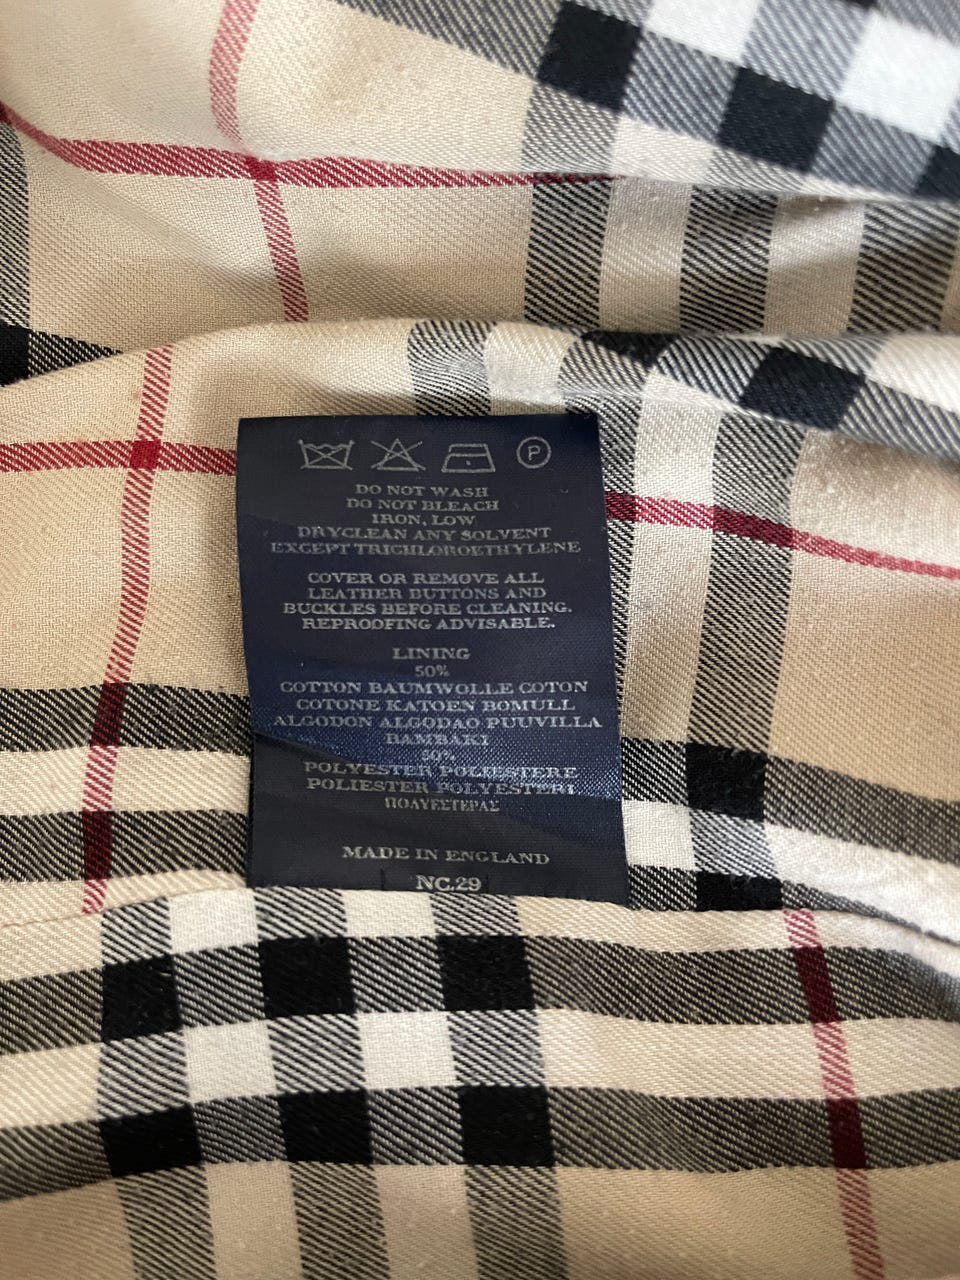 P
DO NOT WASH
DO NOT BLEACH
IRON, LOW
DRYCLEAN ANY SOLVENT
EXCEPT TRICHLOROETHYLENE
COVER OR REMOVE ALL
LEATHER BUTTONS AND
BUCKLES BEFORE CLEANING.
REPROOFING ADVISABLE.
LINING
50%
COTTON BAUMWOLLE COTON
COTONE KATOEN BOMULL
ALGODON ALGODAO PUUVILLA
BAMBAKI
50%
POLYESTER POLIESTERE
POLIESTER POLYESTERI
ΠΟΛΥΕΣΤΕΡΑΣ
MADE IN ENGLAND
NC.29